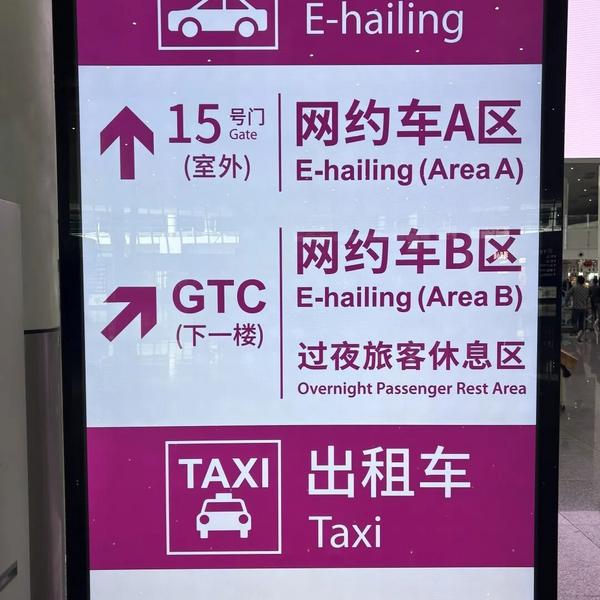 E-hailing
15 号门
Gate
(室外)
网约车A区
E-hailing (Area A)
GTC
(下一楼)
网约车B区
E-hailing (Area B)
过夜旅客休息区
Overnight Passenger Rest Area
TAXI
出租车
Taxi